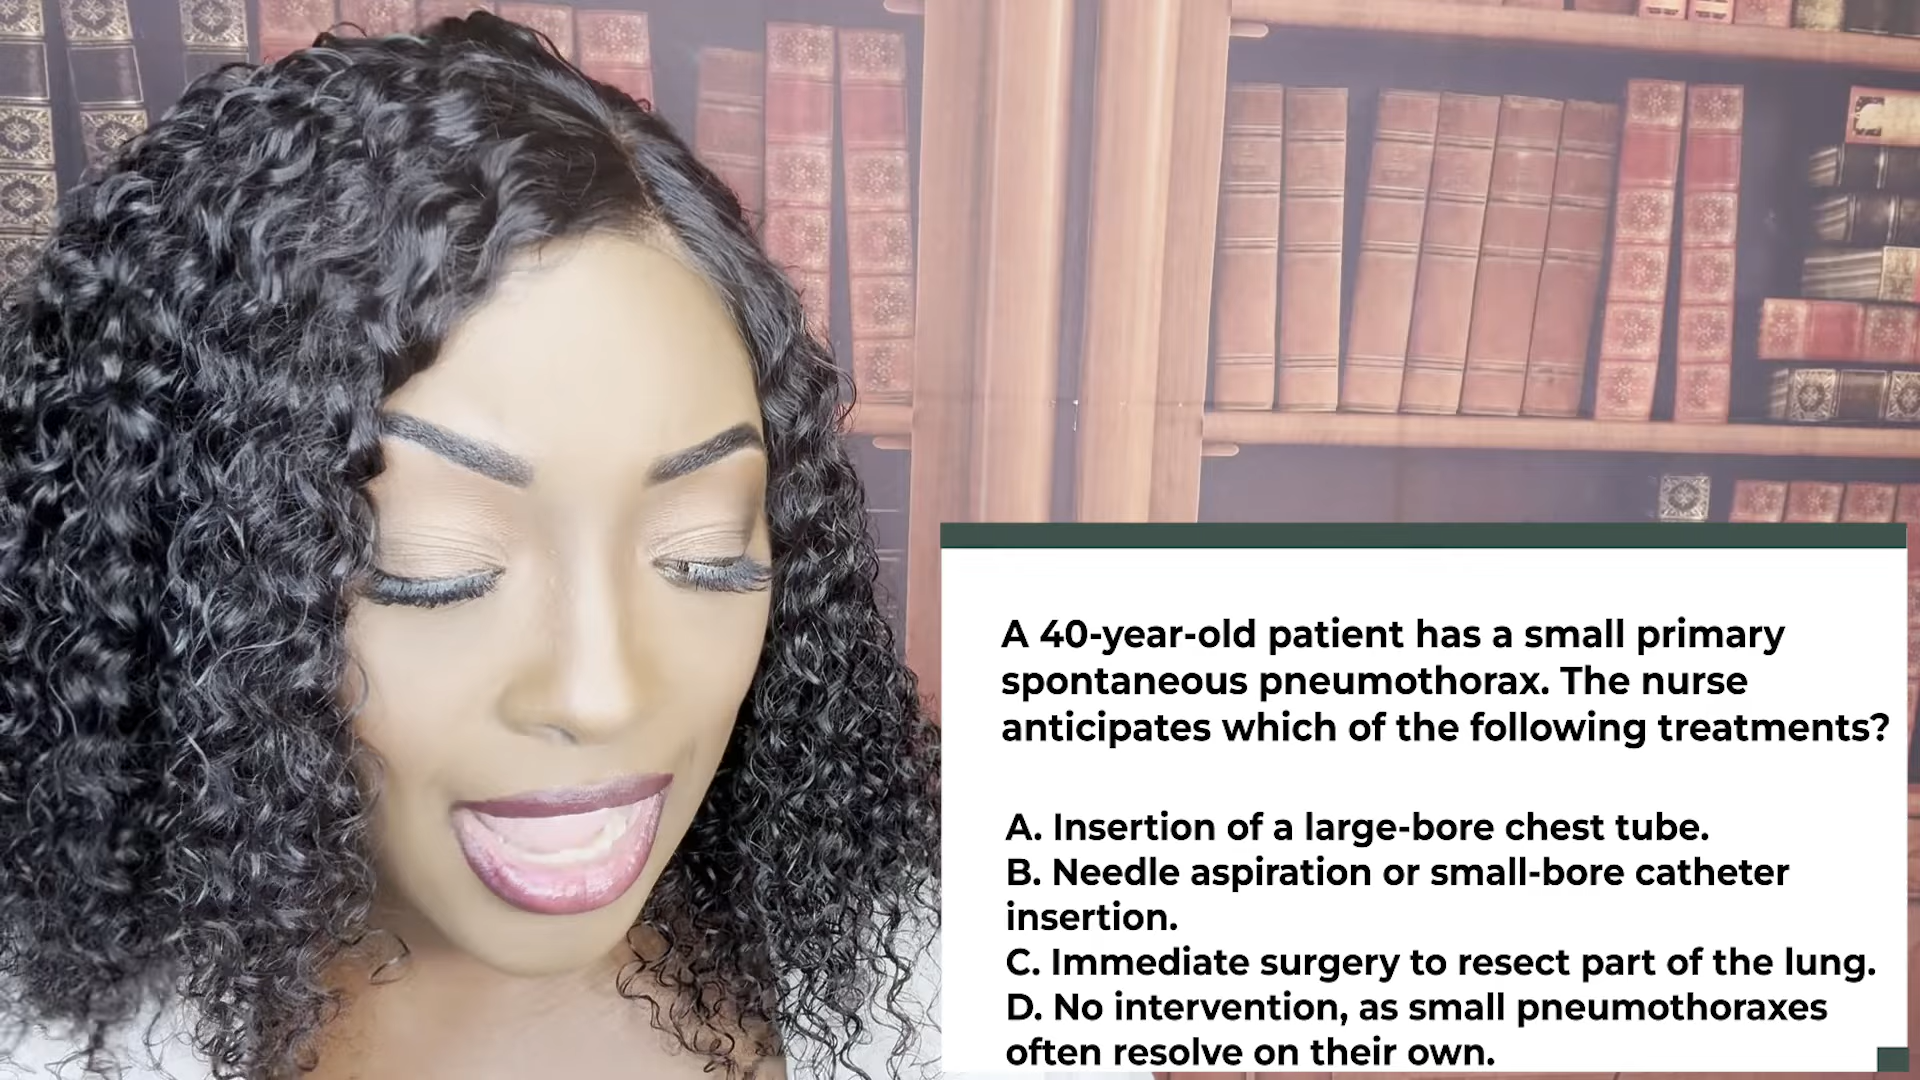 A 40-year-old patient has a small primary
spontaneous pneumothorax. The nurse
anticipates which of the following treatments?
A. Insertion of a large-bore chest tube.
B. Needle aspiration or small-bore catheter
insertion.
C. Immediate surgery to resect part of the lung.
D. No intervention, as small pneumothoraxes
often resolve on their own.